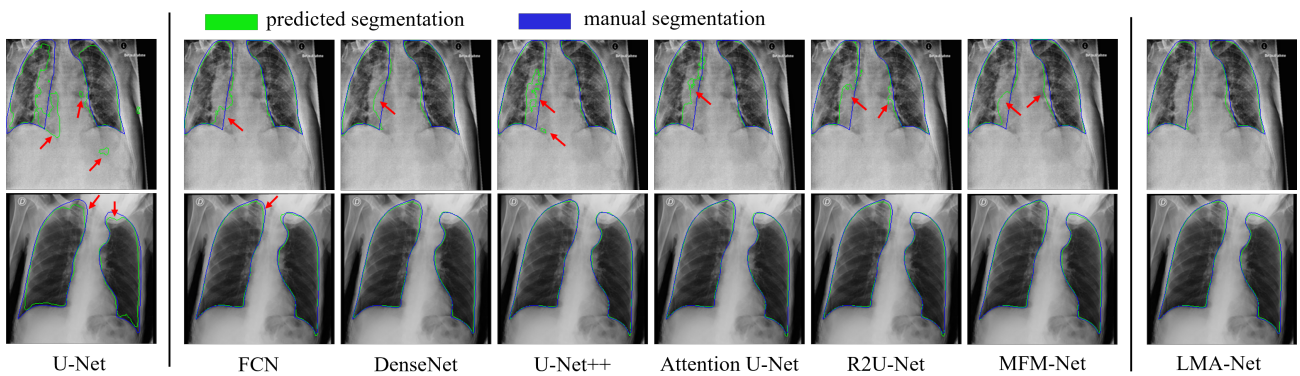 predicted segmentation
manual segmentation
U-Net
FCN
DenseNet
U-Net++
Attention U-Net
R2U-Net
MFM-Net
LMA-Net